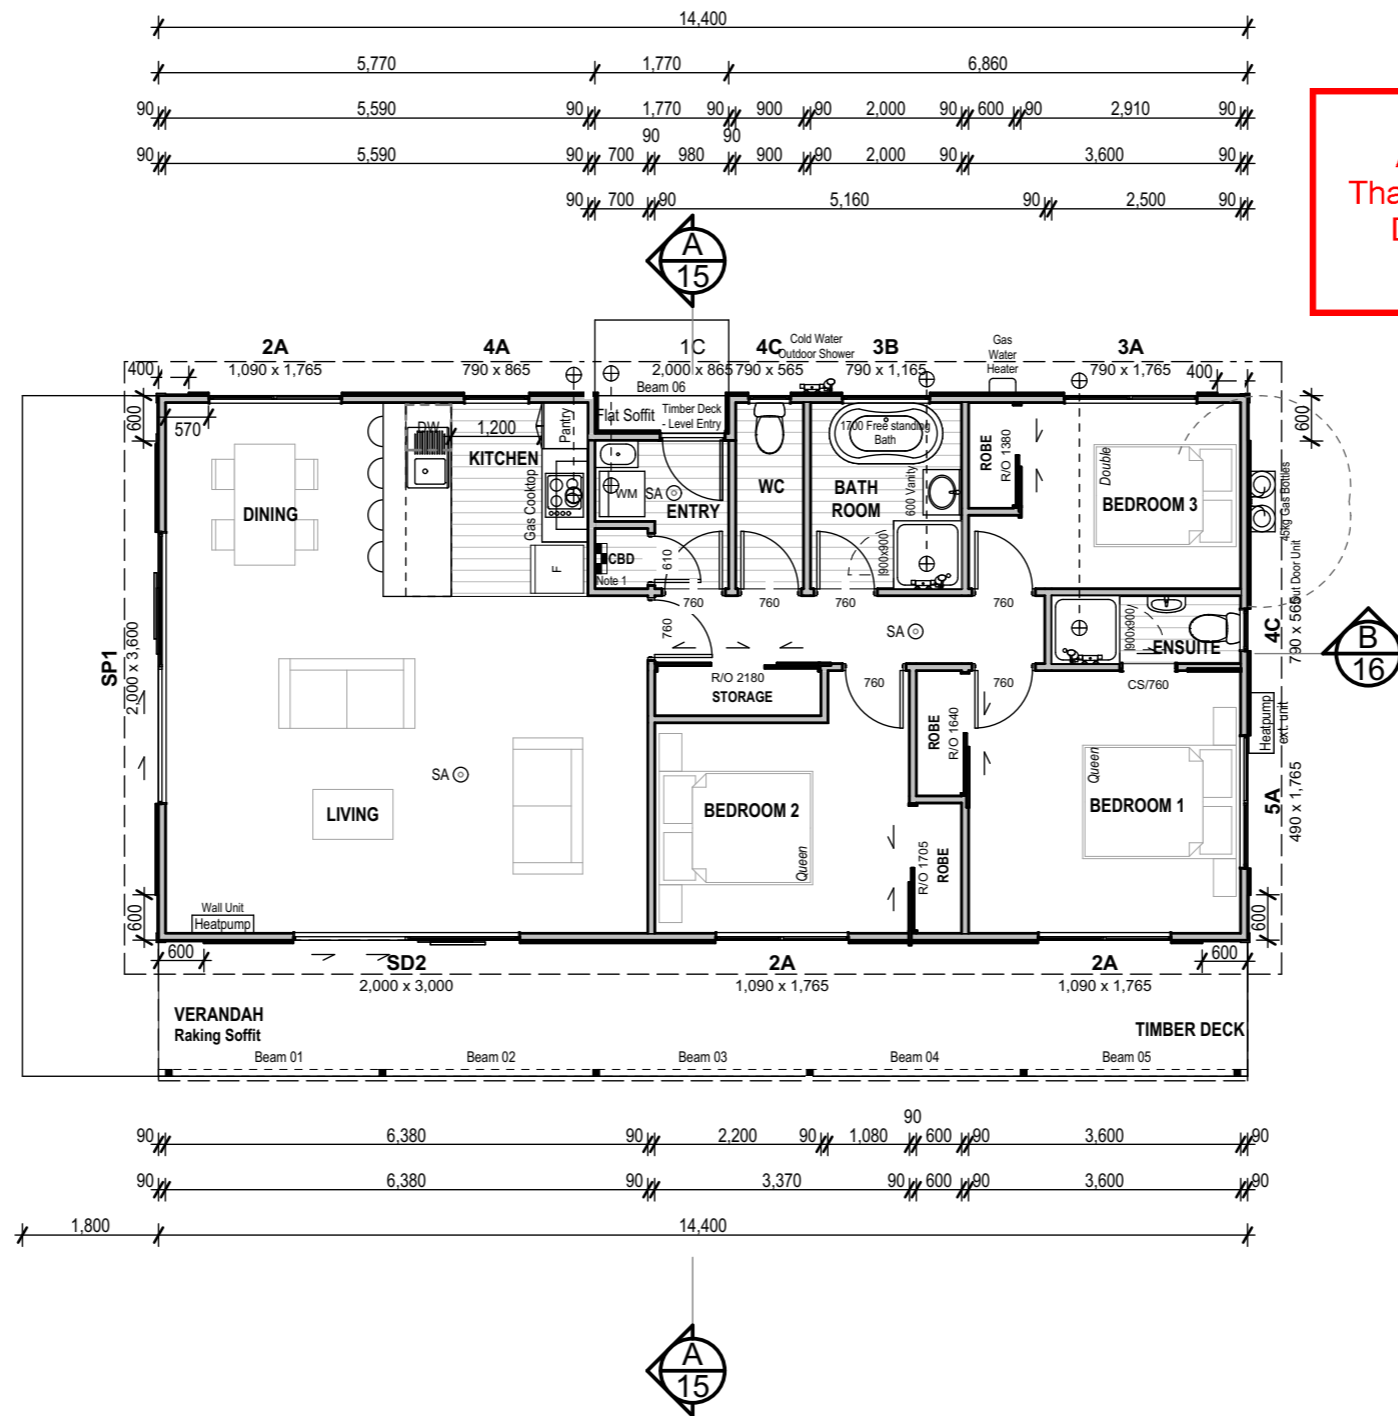 14,400
5,770 1,770 6,860
90 5,590 90 1,770 90 900 90 2,000 90 600 90 2,910 90
90 90
90 5,590 90 700 980 900 90 2,000 90 3,600 90
90 700 90 5,160 90 2,500 90
A
15
Tha
2A 4A 1C 4C 3B 3A
Cold Water
Outdoor Shower
Gas
Water
Heater
400 1,090 x 1,765 790 x 865 2,000 x 865 790 x 565 790 x 1,165 790 x 1,765 400
Beam 06
600 570 DW 1,200 Pantry Flat Soffit
Timber Deck
- Level Entry
1700 Free standing
Bath
ROBE
R/O 1380
Double
600
KITCHEN
DINING
Gas Cooktop
WM
SA
ENTRY
WC
BATH
ROOM
600 Vanity
BEDROOM 3
45kg Gas Bottles
F
CBD
Note 1
610
900x900
760 760 760 760
760
SA
900x900
ENSUITE
Out Door Unit
4C
790 x 565
B
16
SP1
2,000 x 3,600
R/O 2180
STORAGE
760 760
CS/760
ROBE
R/O 1640
Heatpump
ext. unit
SA
LIVING
BEDROOM 2
Queen
Queen
BEDROOM 1
5A
490 x 1,765
R/O 1705
ROBE
600
Wall Unit
Heatpump
600
600 SD2 2A 2A 600
2,000 x 3,000 1,090 x 1,765 1,090 x 1,765
VERANDAH
Raking Soffit
TIMBER DECK
Beam 01 Beam 02 Beam 03 Beam 04 Beam 05
90
90 6,380 90 2,200 90 1,080 600 90 3,600 90
90 6,380 90 3,370 90 600 90 3,600 90
1,800 14,400
A
15